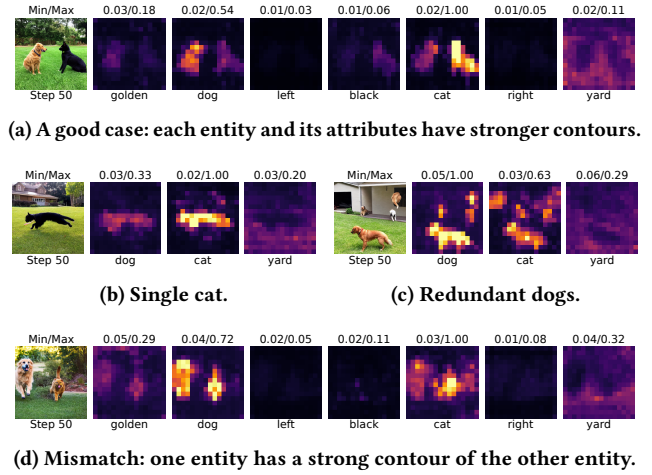 Min/Max 0.03/0.18 0.02/0.54 0.01/0.03 0.01/0.06 0.02/1.00 0.01/0.05 0.02/0.11
Step 50 golden dog left black cat right yard
(a) A good case: each entity and its attributes have stronger contours.
Min/Max 0.03/0.33 0.02/1.00 0.03/0.20
Step 50 dog cat yard
(b) Single cat.
Min/Max 0.05/1.00 0.03/0.63 0.06/0.29
Step 50 dog cat yard
(c) Redundant dogs.
Min/Max 0.05/0.29 0.04/0.72 0.02/0.05 0.02/0.11 0.03/1.00 0.01/0.08 0.04/0.32
Step 50 golden dog left black cat right yard
(d) Mismatch: one entity has a strong contour of the other entity.